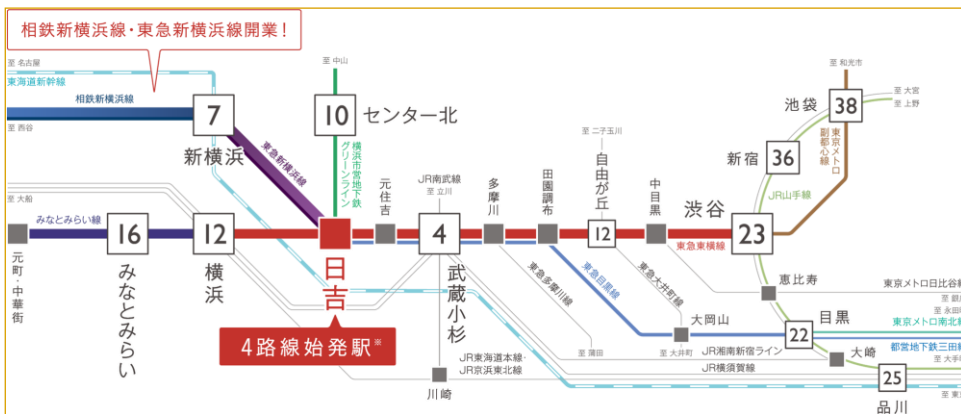 相鉄新横浜線・東急新横浜線開業！
至 名古屋
東海道新幹線
相鉄新横浜線
至 西谷
7
新横浜
東急新横浜線
至 中山
10
センター北
横浜市営地下鉄
グリーンライン
至 大船
みなとみらい線
元町・中華街
16
みなとみらい
12
横浜
日吉
4路線始発駅※
元住吉
JR南武線
至 立川
4
武蔵小杉
多摩川
東急多摩川線
至 蒲田
田園調布
東急目黒線
至 二子玉川
自由が丘
12
東急大井町線
大岡山
至 大井町
中目黒
東急東横線
渋谷
23
新宿
36
池袋
38
至 和光市
東京メトロ
副都心線
至 大宮
至 上野
JR山手線
恵比寿
東京メトロ日比谷線
目黒
22
東京メトロ南北線
都営地下鉄三田線
JR湘南新宿ライン
JR横須賀線
大崎
JR東海道本線・
JR京浜東北線
川崎
25
品川